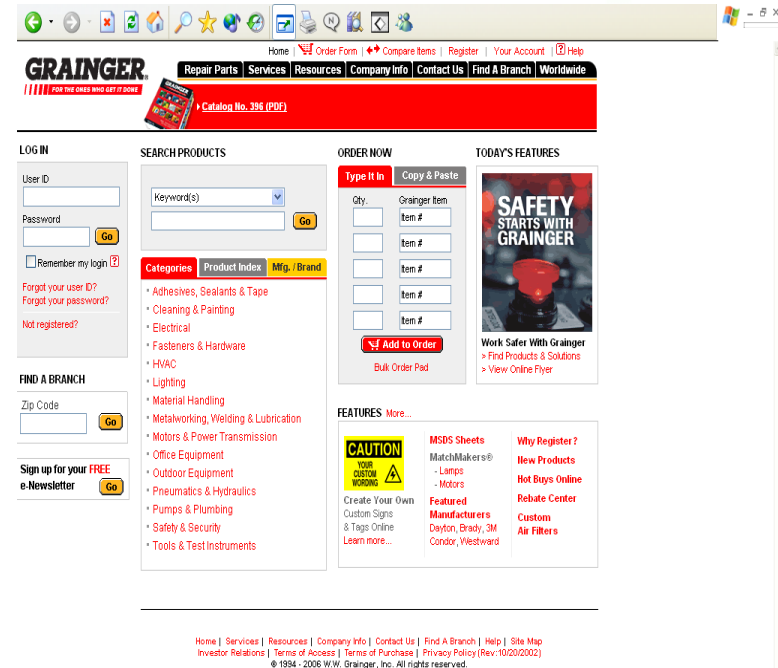 Home | Order Form | Compare Items | Register | Your Account | ? Help
GRAINGER®
FOR THE ONES WHO GET IT DONE
Repair Parts | Services | Resources | Company Info | Contact Us | Find A Branch | Worldwide
GRAINGER
Catalog No. 396 (PDF)
LOG IN
User ID
Password
Go
Remember my login ?
Forgot your user ID?
Forgot your password?
Not registered?
FIND A BRANCH
Zip Code
Go
Sign up for your FREE
e-Newsletter Go
SEARCH PRODUCTS
Keyword(s)
Go
Categories Product Index Mfg. / Brand
Adhesives, Sealants & Tape
Cleaning & Painting
Electrical
Fasteners & Hardware
HVAC
Lighting
Material Handling
Metalworking, Welding & Lubrication
Motors & Power Transmission
Office Equipment
Outdoor Equipment
Pneumatics & Hydraulics
Pumps & Plumbing
Safety & Security
Tools & Test Instruments
ORDER NOW
Type It In Copy & Paste
Qty. Grainger Item
Item #
Item #
Item #
Item #
Item #
Add to Order
Bulk Order Pad
TODAY'S FEATURES
SAFETY
STARTS WITH
GRAINGER
Work Safer With Grainger
> Find Products & Solutions
> View Online Flyer
FEATURES More...
CAUTION
YOUR
CUSTOM
WORDING
Create Your Own
Custom Signs
& Tags Online
Learn more...
MSDS Sheets
MatchMakers®
- Lamps
- Motors
Featured
Manufacturers
Dayton, Brady, 3M
Condor, Westward
Why Register?
New Products
Hot Buys Online
Rebate Center
Custom
Air Filters
Home | Services | Resources | Company Info | Contact Us | Find A Branch | Help | Site Map
Investor Relations | Terms of Access | Terms of Purchase | Privacy Policy (Rev:10/20/2002)
© 1994 - 2006 W.W. Grainger, Inc. All rights reserved.